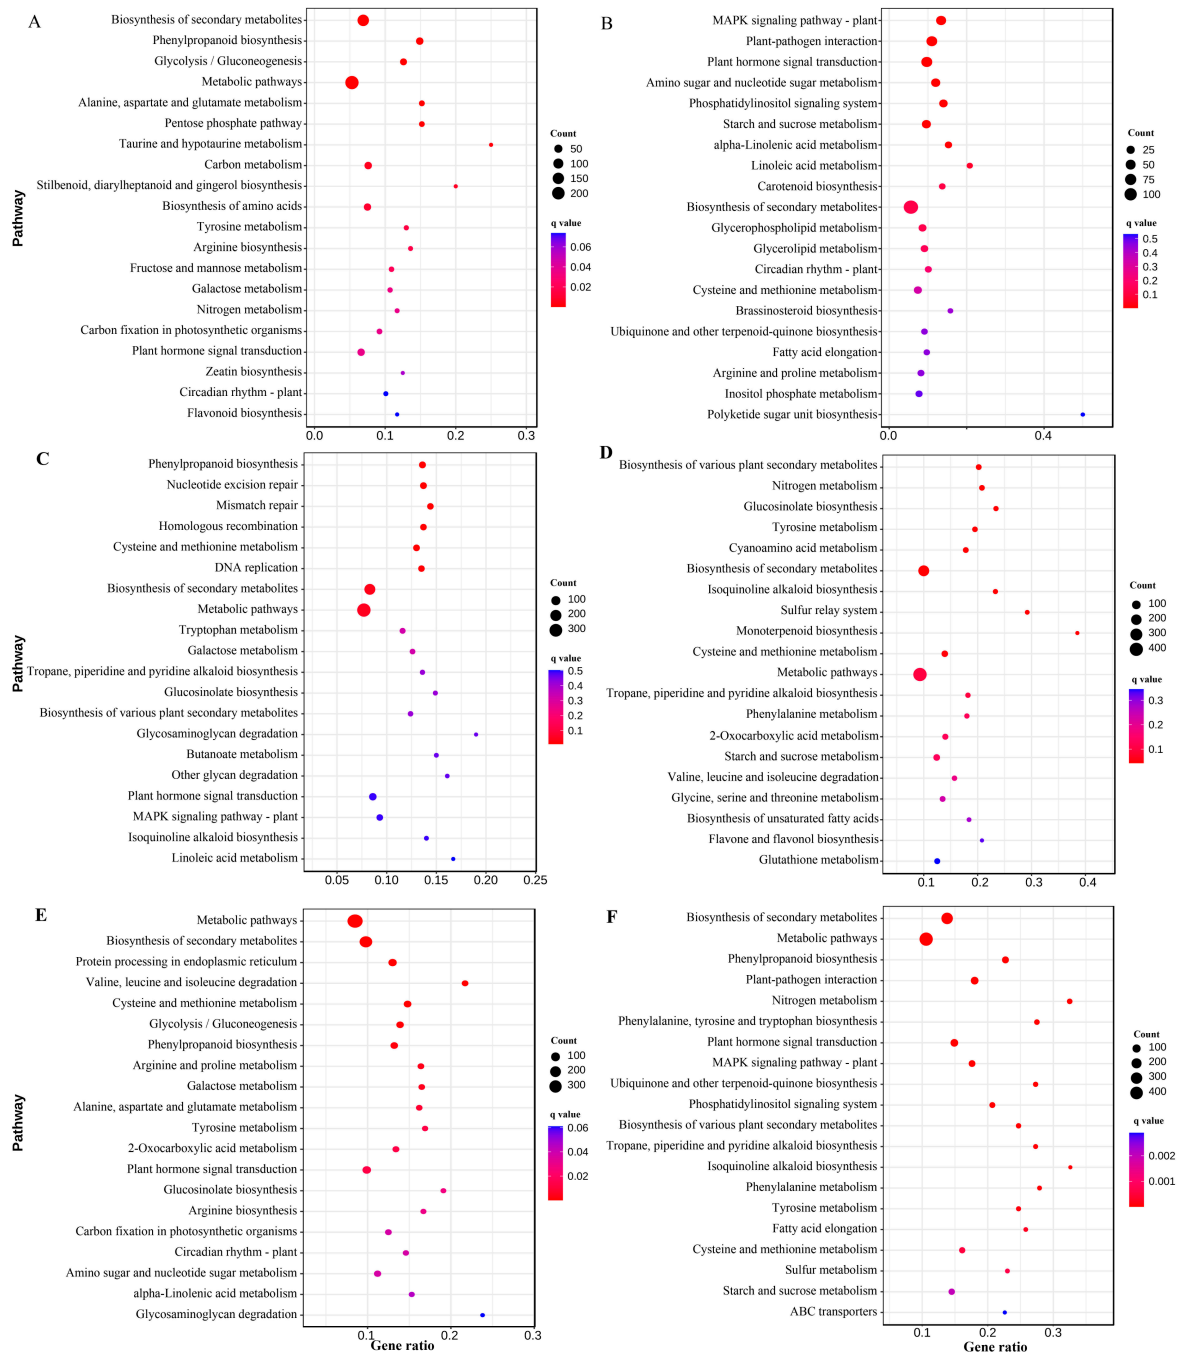 A
Biosynthesis of secondary metabolites
Phenylpropanoid biosynthesis
Glycolysis / Gluconeogenesis
Metabolic pathways
Alanine, aspartate and glutamate metabolism
Pentose phosphate pathway
Taurine and hypotaurine metabolism
Carbon metabolism
Stilbenoid, diarylheptanoid and gingerol biosynthesis
Biosynthesis of amino acids
Tyrosine metabolism
Arginine biosynthesis
Fructose and mannose metabolism
Galactose metabolism
Nitrogen metabolism
Carbon fixation in photosynthetic organisms
Plant hormone signal transduction
Zeatin biosynthesis
Circadian rhythm - plant
Flavonoid biosynthesis
Pathway
0.0 0.1 0.2 0.3
Count
50
100
150
200
q value
0.06
0.04
0.02
B
MAPK signaling pathway - plant
Plant-pathogen interaction
Plant hormone signal transduction
Amino sugar and nucleotide sugar metabolism
Phosphatidylinositol signaling system
Starch and sucrose metabolism
alpha-Linolenic acid metabolism
Linoleic acid metabolism
Carotenoid biosynthesis
Biosynthesis of secondary metabolites
Glycerophospholipid metabolism
Glycerolipid metabolism
Circadian rhythm - plant
Cysteine and methionine metabolism
Brassinosteroid biosynthesis
Ubiquinone and other terpenoid-quinone biosynthesis
Fatty acid elongation
Arginine and proline metabolism
Inositol phosphate metabolism
Polyketide sugar unit biosynthesis
0.0 0.4
Count
25
50
75
100
q value
0.5
0.4
0.3
0.2
0.1
C
Phenylpropanoid biosynthesis
Nucleotide excision repair
Mismatch repair
Homologous recombination
Cysteine and methionine metabolism
DNA replication
Biosynthesis of secondary metabolites
Metabolic pathways
Tryptophan metabolism
Galactose metabolism
Tropane, piperidine and pyridine alkaloid biosynthesis
Glucosinolate biosynthesis
Biosynthesis of various plant secondary metabolites
Glycosaminoglycan degradation
Butanoate metabolism
Other glycan degradation
Plant hormone signal transduction
MAPK signaling pathway - plant
Isoquinoline alkaloid biosynthesis
Linoleic acid metabolism
Pathway
0.05 0.10 0.15 0.20 0.25
Count
100
200
300
q value
0.5
0.4
0.3
0.2
0.1
D
Biosynthesis of various plant secondary metabolites
Nitrogen metabolism
Glucosinolate biosynthesis
Tyrosine metabolism
Cyanoamino acid metabolism
Biosynthesis of secondary metabolites
Isoquinoline alkaloid biosynthesis
Sulfur relay system
Monoterpenoid biosynthesis
Cysteine and methionine metabolism
Metabolic pathways
Tropane, piperidine and pyridine alkaloid biosynthesis
Phenylalanine metabolism
2-Oxocarboxylic acid metabolism
Starch and sucrose metabolism
Valine, leucine and isoleucine degradation
Glycine, serine and threonine metabolism
Biosynthesis of unsaturated fatty acids
Flavone and flavonol biosynthesis
Glutathione metabolism
0.1 0.2 0.3 0.4
Count
100
200
300
400
q value
0.3
0.2
0.1
E
Metabolic pathways
Biosynthesis of secondary metabolites
Protein processing in endoplasmic reticulum
Valine, leucine and isoleucine degradation
Cysteine and methionine metabolism
Glycolysis / Gluconeogenesis
Phenylpropanoid biosynthesis
Arginine and proline metabolism
Galactose metabolism
Alanine, aspartate and glutamate metabolism
Tyrosine metabolism
2-Oxocarboxylic acid metabolism
Plant hormone signal transduction
Glucosinolate biosynthesis
Arginine biosynthesis
Carbon fixation in photosynthetic organisms
Circadian rhythm - plant
Amino sugar and nucleotide sugar metabolism
alpha-Linolenic acid metabolism
Glycosaminoglycan degradation
Pathway
0.1 0.2 0.3
Gene ratio
Count
100
200
300
q value
0.06
0.04
0.02
F
Biosynthesis of secondary metabolites
Metabolic pathways
Phenylpropanoid biosynthesis
Plant-pathogen interaction
Nitrogen metabolism
Phenylalanine, tyrosine and tryptophan biosynthesis
Plant hormone signal transduction
MAPK signaling pathway - plant
Ubiquinone and other terpenoid-quinone biosynthesis
Phosphatidylinositol signaling system
Biosynthesis of various plant secondary metabolites
Tropane, piperidine and pyridine alkaloid biosynthesis
Isoquinoline alkaloid biosynthesis
Phenylalanine metabolism
Tyrosine metabolism
Fatty acid elongation
Cysteine and methionine metabolism
Sulfur metabolism
Starch and sucrose metabolism
ABC transporters
0.1 0.2 0.3
Gene ratio
Count
100
200
300
400
q value
0.002
0.001